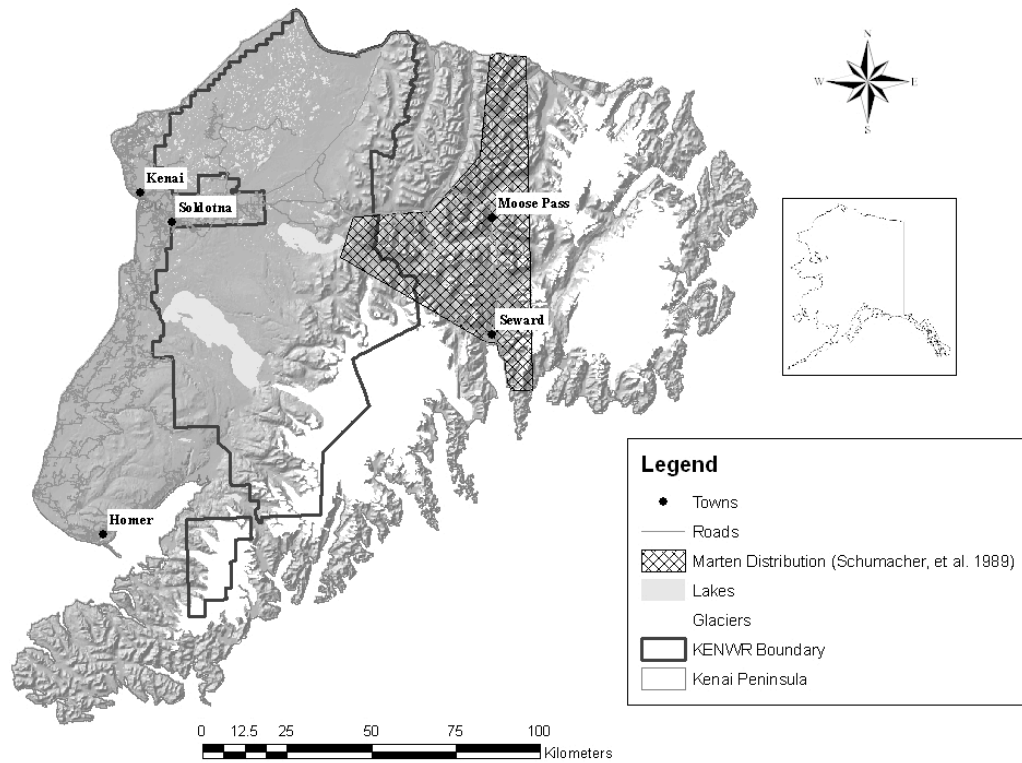 N
W E
S
Kenai
Soldotna
Moose Pass
Seward
Homer
Legend
Towns
Roads
Marten Distribution (Schumacher, et al. 1989)
Lakes
Glaciers
KENWR Boundary
Kenai Peninsula
0 12.5 25 50 75 100
Kilometers